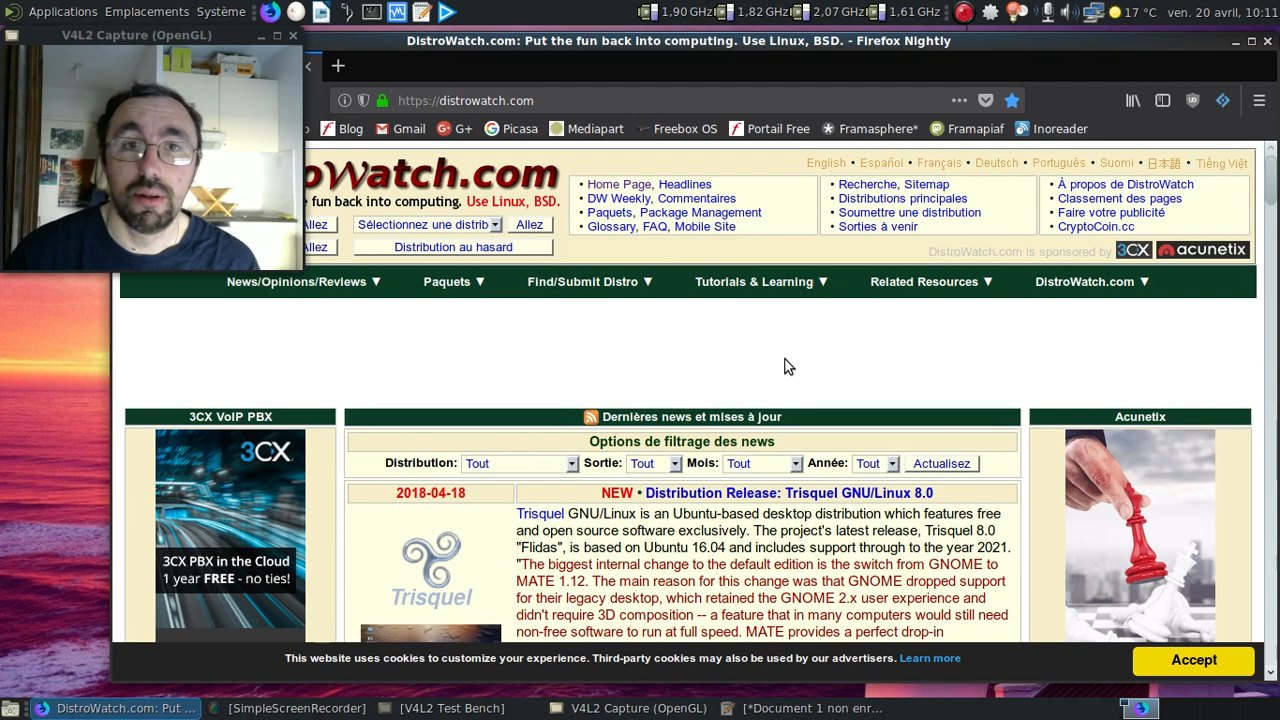 Applications Emplacements Système 1,90 GHz 1,82 GHz 2,07 GHz 1,61 GHz 17 °C ven. 20 avril, 10:11
V4L2 Capture (OpenGL)
DistroWatch.com: Put the fun back into computing. Use Linux, BSD. - Firefox Nightly
https://distrowatch.com
Blog Gmail G+ Picasa Mediapart Freebox OS Portail Free Framasphere* Framapiaf Inoreader
English • Español • Français • Deutsch • Português • Suomi • 日本語 • Tiếng Việt
roWatch.com
fun back into computing. Use Linux, BSD.
• Home Page, Headlines
• DW Weekly, Commentaires
• Paquets, Package Management
• Glossary, FAQ, Mobile Site
• Recherche, Sitemap
• Distributions principales
• Soumettre une distribution
• Sorties à venir
• À propos de DistroWatch
• Classement des pages
• Faire votre publicité
• CryptoCoin.cc
Allez Sélectionnez une distrib Allez
Allez Distribution au hasard
DistroWatch.com is sponsored by 3CX acunetix
News/Opinions/Reviews ▼ Paquets ▼ Find/Submit Distro ▼ Tutorials & Learning ▼ Related Resources ▼ DistroWatch.com ▼
3CX VoIP PBX
3CX
3CX PBX in the Cloud
1 year FREE - no ties!
Dernières news et mises à jour
Options de filtrage des news
Distribution: Tout Sortie: Tout Mois: Tout Année: Tout Actualisez
2018-04-18
Trisquel
NEW • Distribution Release: Trisquel GNU/Linux 8.0
Trisquel GNU/Linux is an Ubuntu-based desktop distribution which features free
and open source software exclusively. The project's latest release, Trisquel 8.0
"Flidas", is based on Ubuntu 16.04 and includes support through to the year 2021.
"The biggest internal change to the default edition is the switch from GNOME to
MATE 1.12. The main reason for this change was that GNOME dropped support
for their legacy desktop, which retained the GNOME 2.x user experience and
didn't require 3D composition -- a feature that in many computers would still need
non-free software to run at full speed. MATE provides a perfect drop-in
Acunetix
This website uses cookies to customize your experience. Third-party cookies may also be used by our advertisers. Learn more
Accept
DistroWatch.com: Put ... [SimpleScreenRecorder] [V4L2 Test Bench] V4L2 Capture (OpenGL) [*Document 1 non enr...